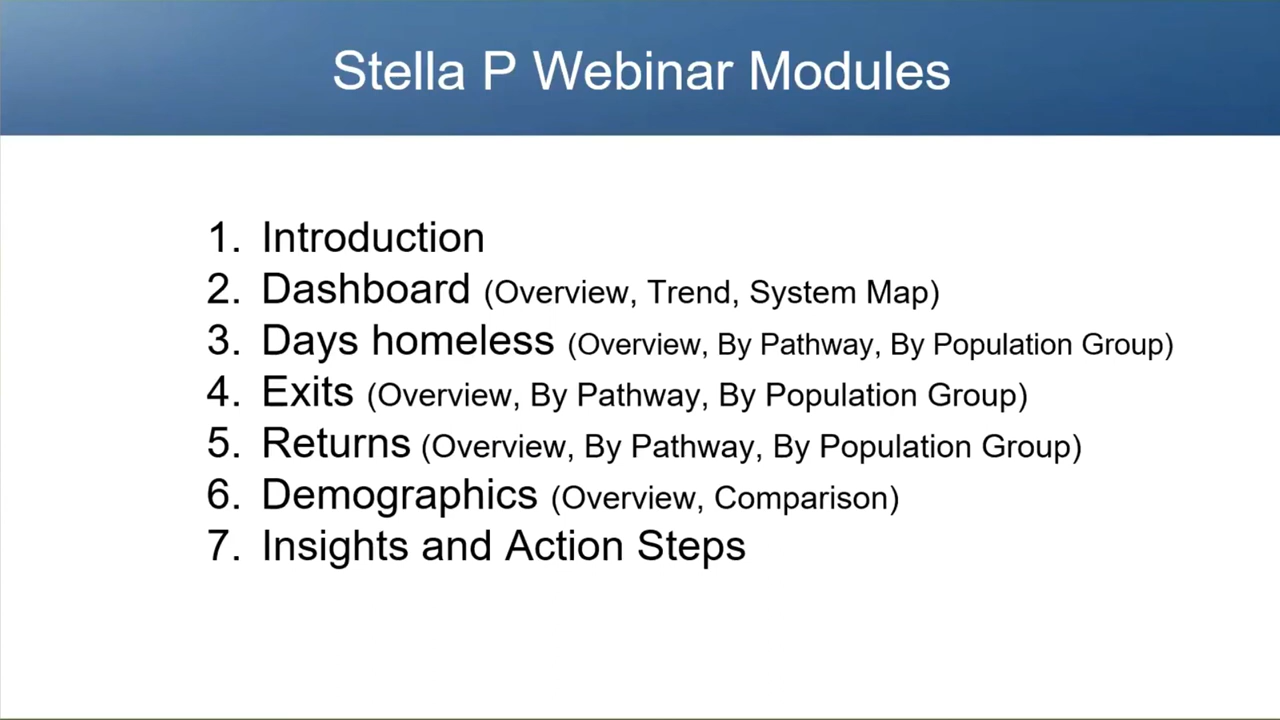 Stella P Webinar Modules
1. Introduction
2. Dashboard (Overview, Trend, System Map)
3. Days homeless (Overview, By Pathway, By Population Group)
4. Exits (Overview, By Pathway, By Population Group)
5. Returns (Overview, By Pathway, By Population Group)
6. Demographics (Overview, Comparison)
7. Insights and Action Steps